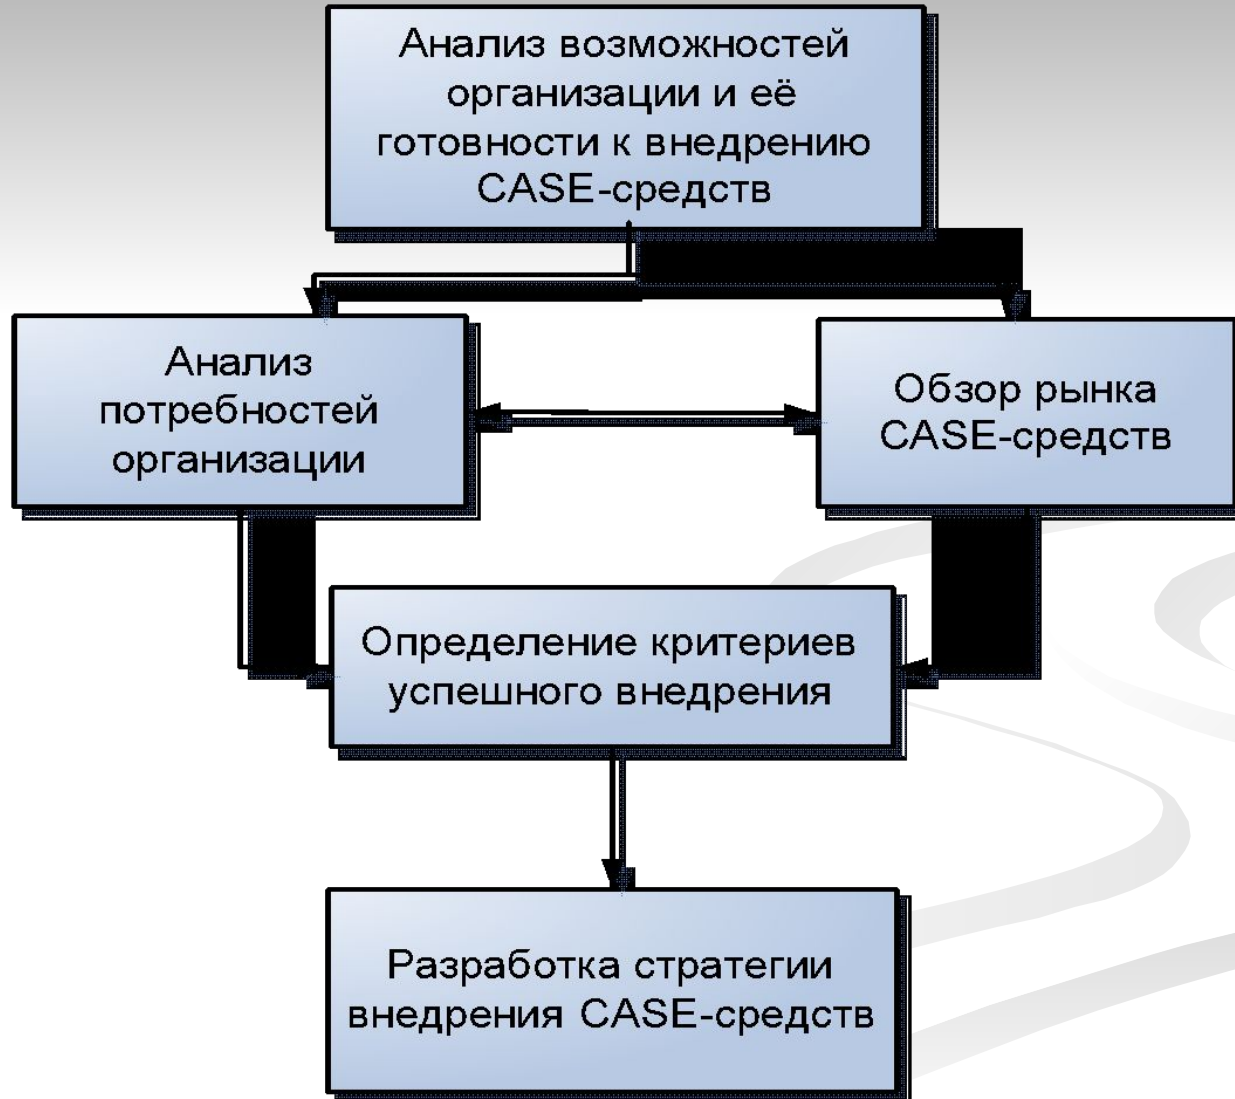 Анализ возможностей
организации и её
готовности к внедрению
CASE-средств
Анализ
потребностей
организации
Обзор рынка
CASE-средств
Определение критериев
успешного внедрения
Разработка стратегии
внедрения CASE-средств